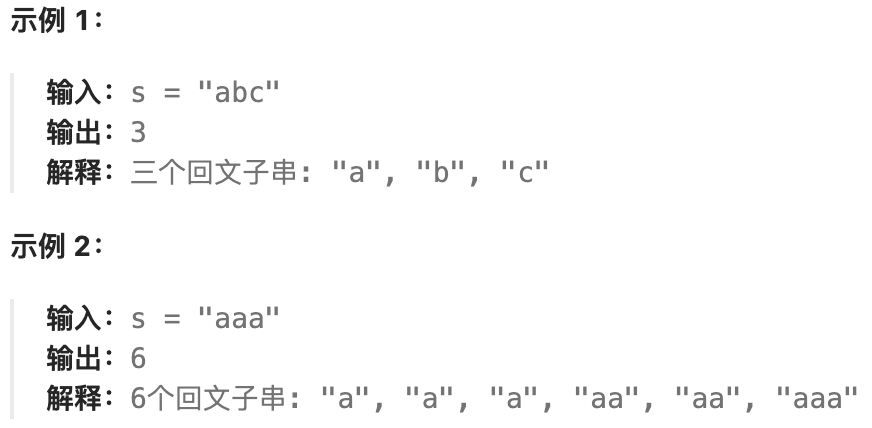 示例 1：
输入：s = "abc"
输出：3
解释：三个回文子串: "a", "b", "c"
示例 2：
输入：s = "aaa"
输出：6
解释：6个回文子串: "a", "a", "a", "aa", "aa", "aaa"